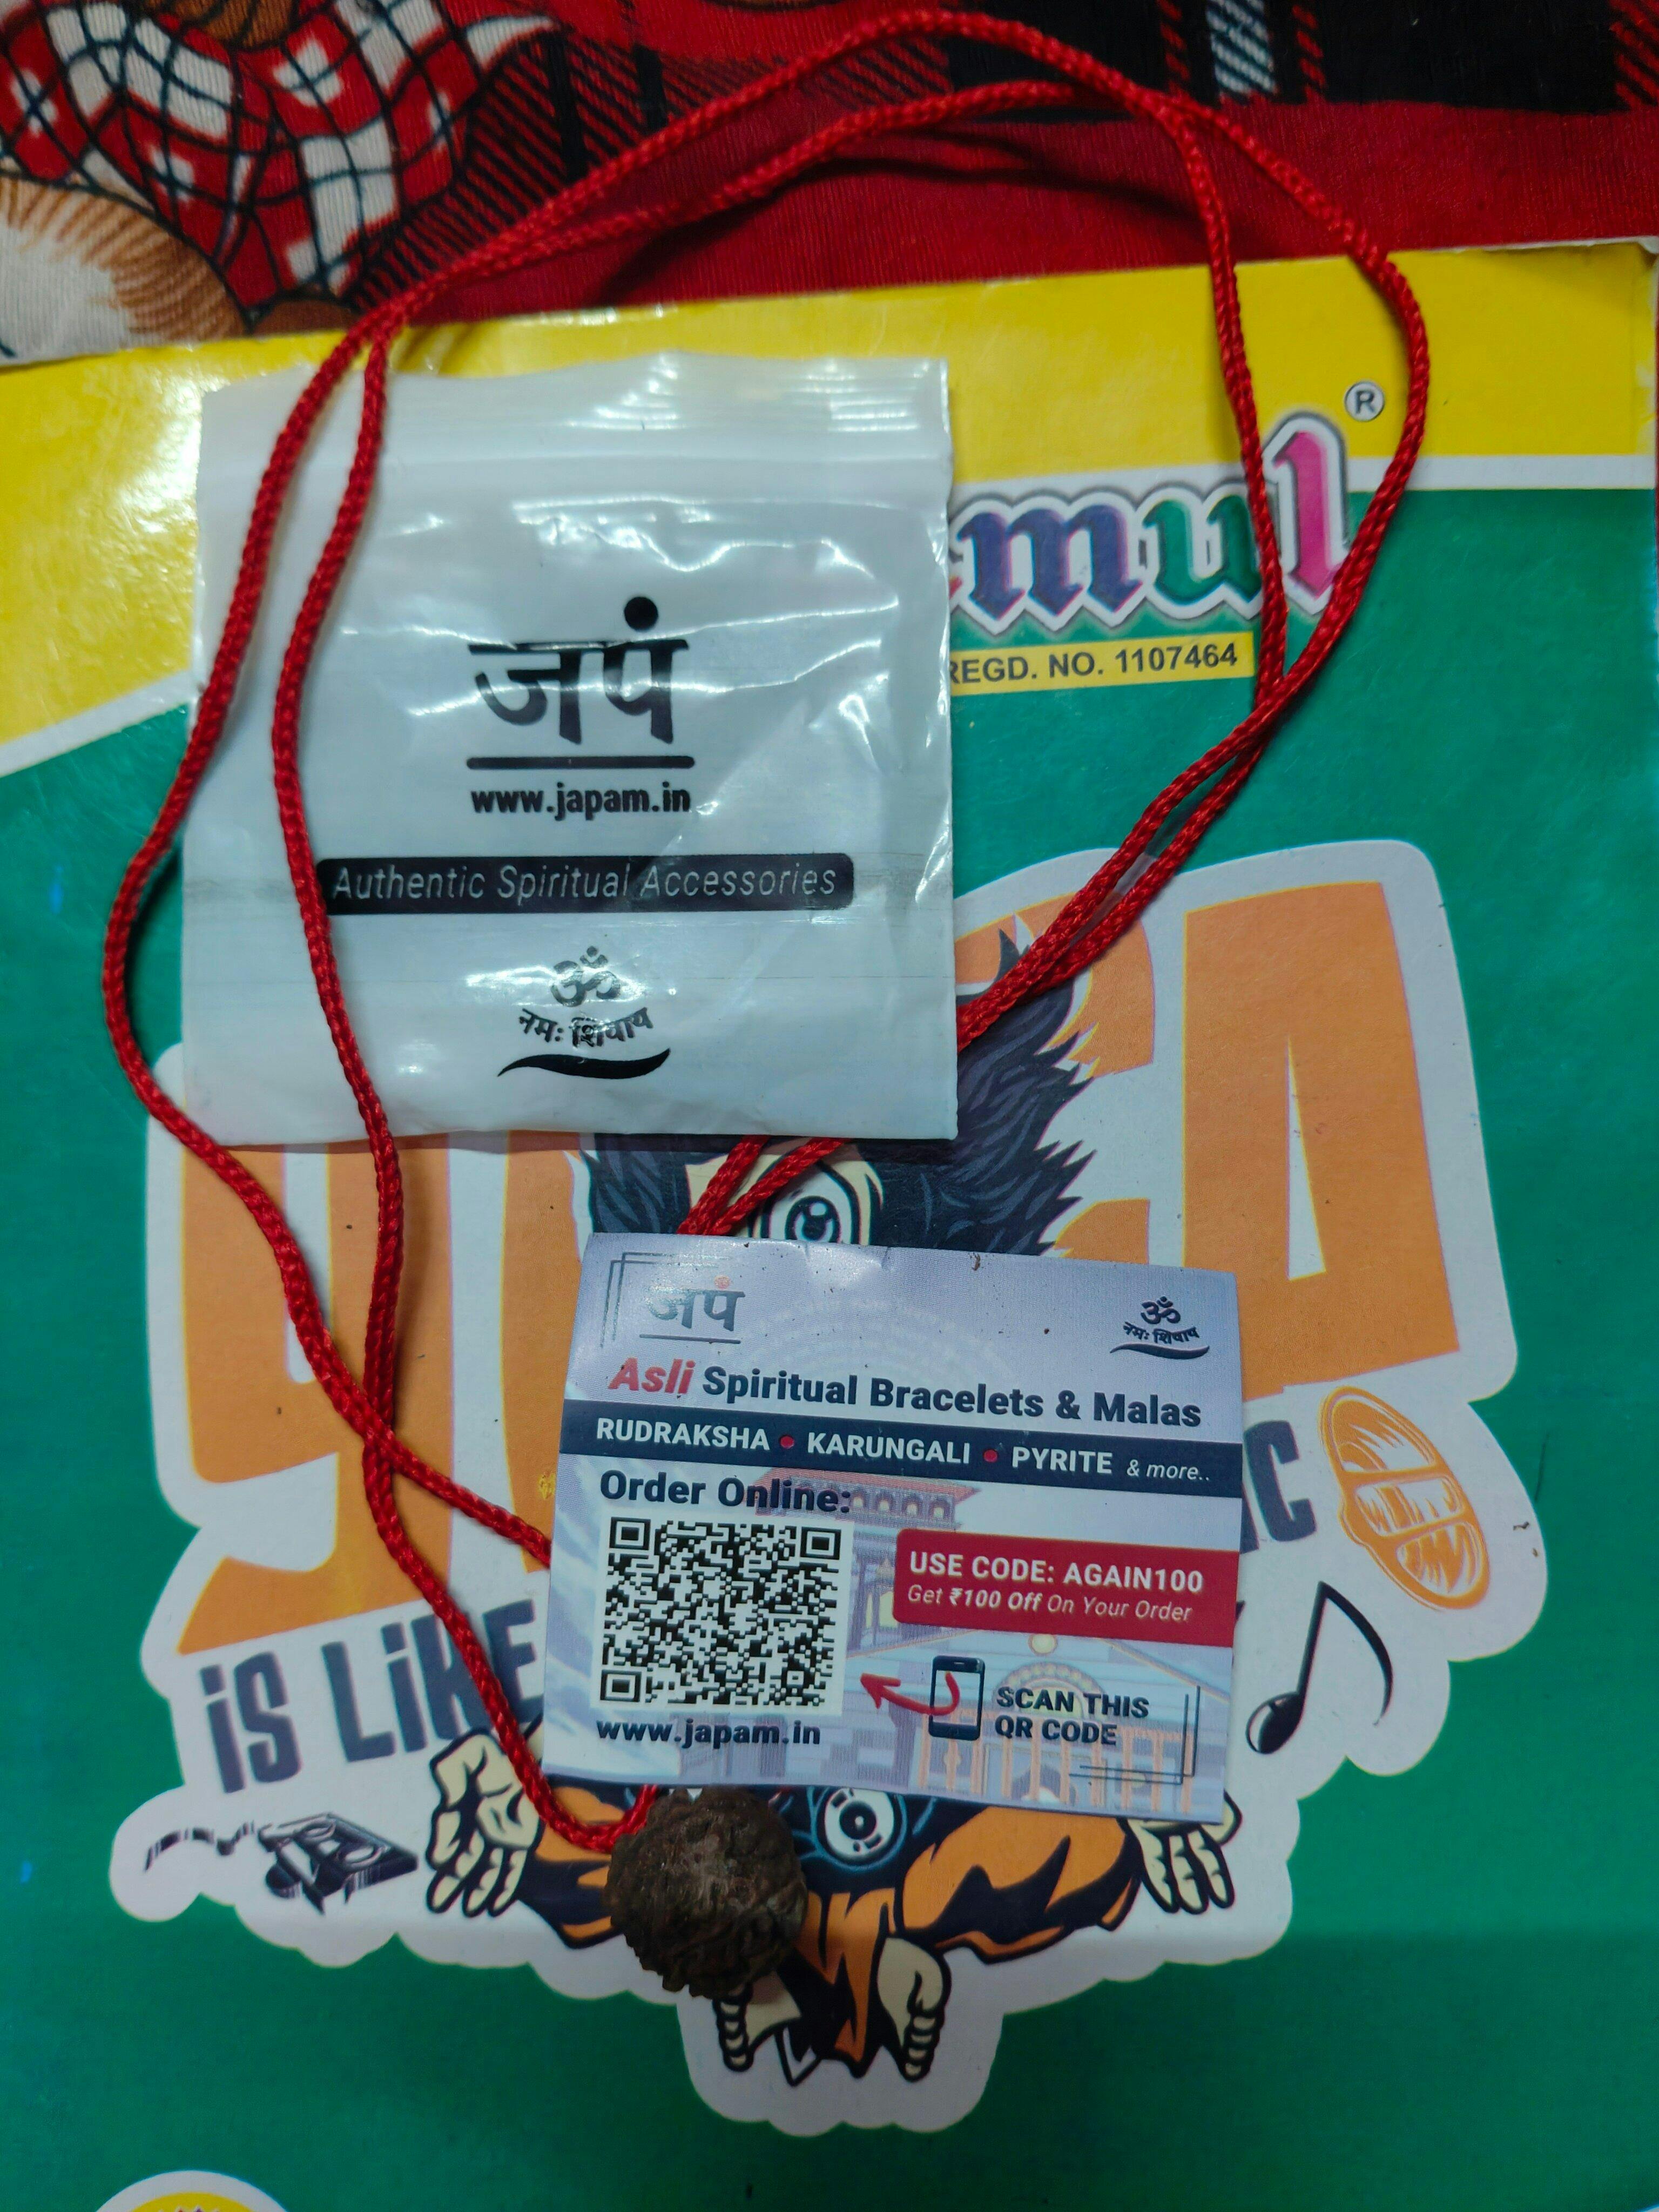 ®
mul
REGD. NO. 1107464
जपं
www.japam.in
Authentic Spiritual Accessories
ॐ
नमः शिवाय
जपं
ॐ
नमः शिवाय
Asli Spiritual Bracelets & Malas
RUDRAKSHA • KARUNGALI • PYRITE & more..
Order Online:
USE CODE: AGAIN100
Get ₹100 Off On Your Order
SCAN THIS
QR CODE
www.japam.in
iS LiKE